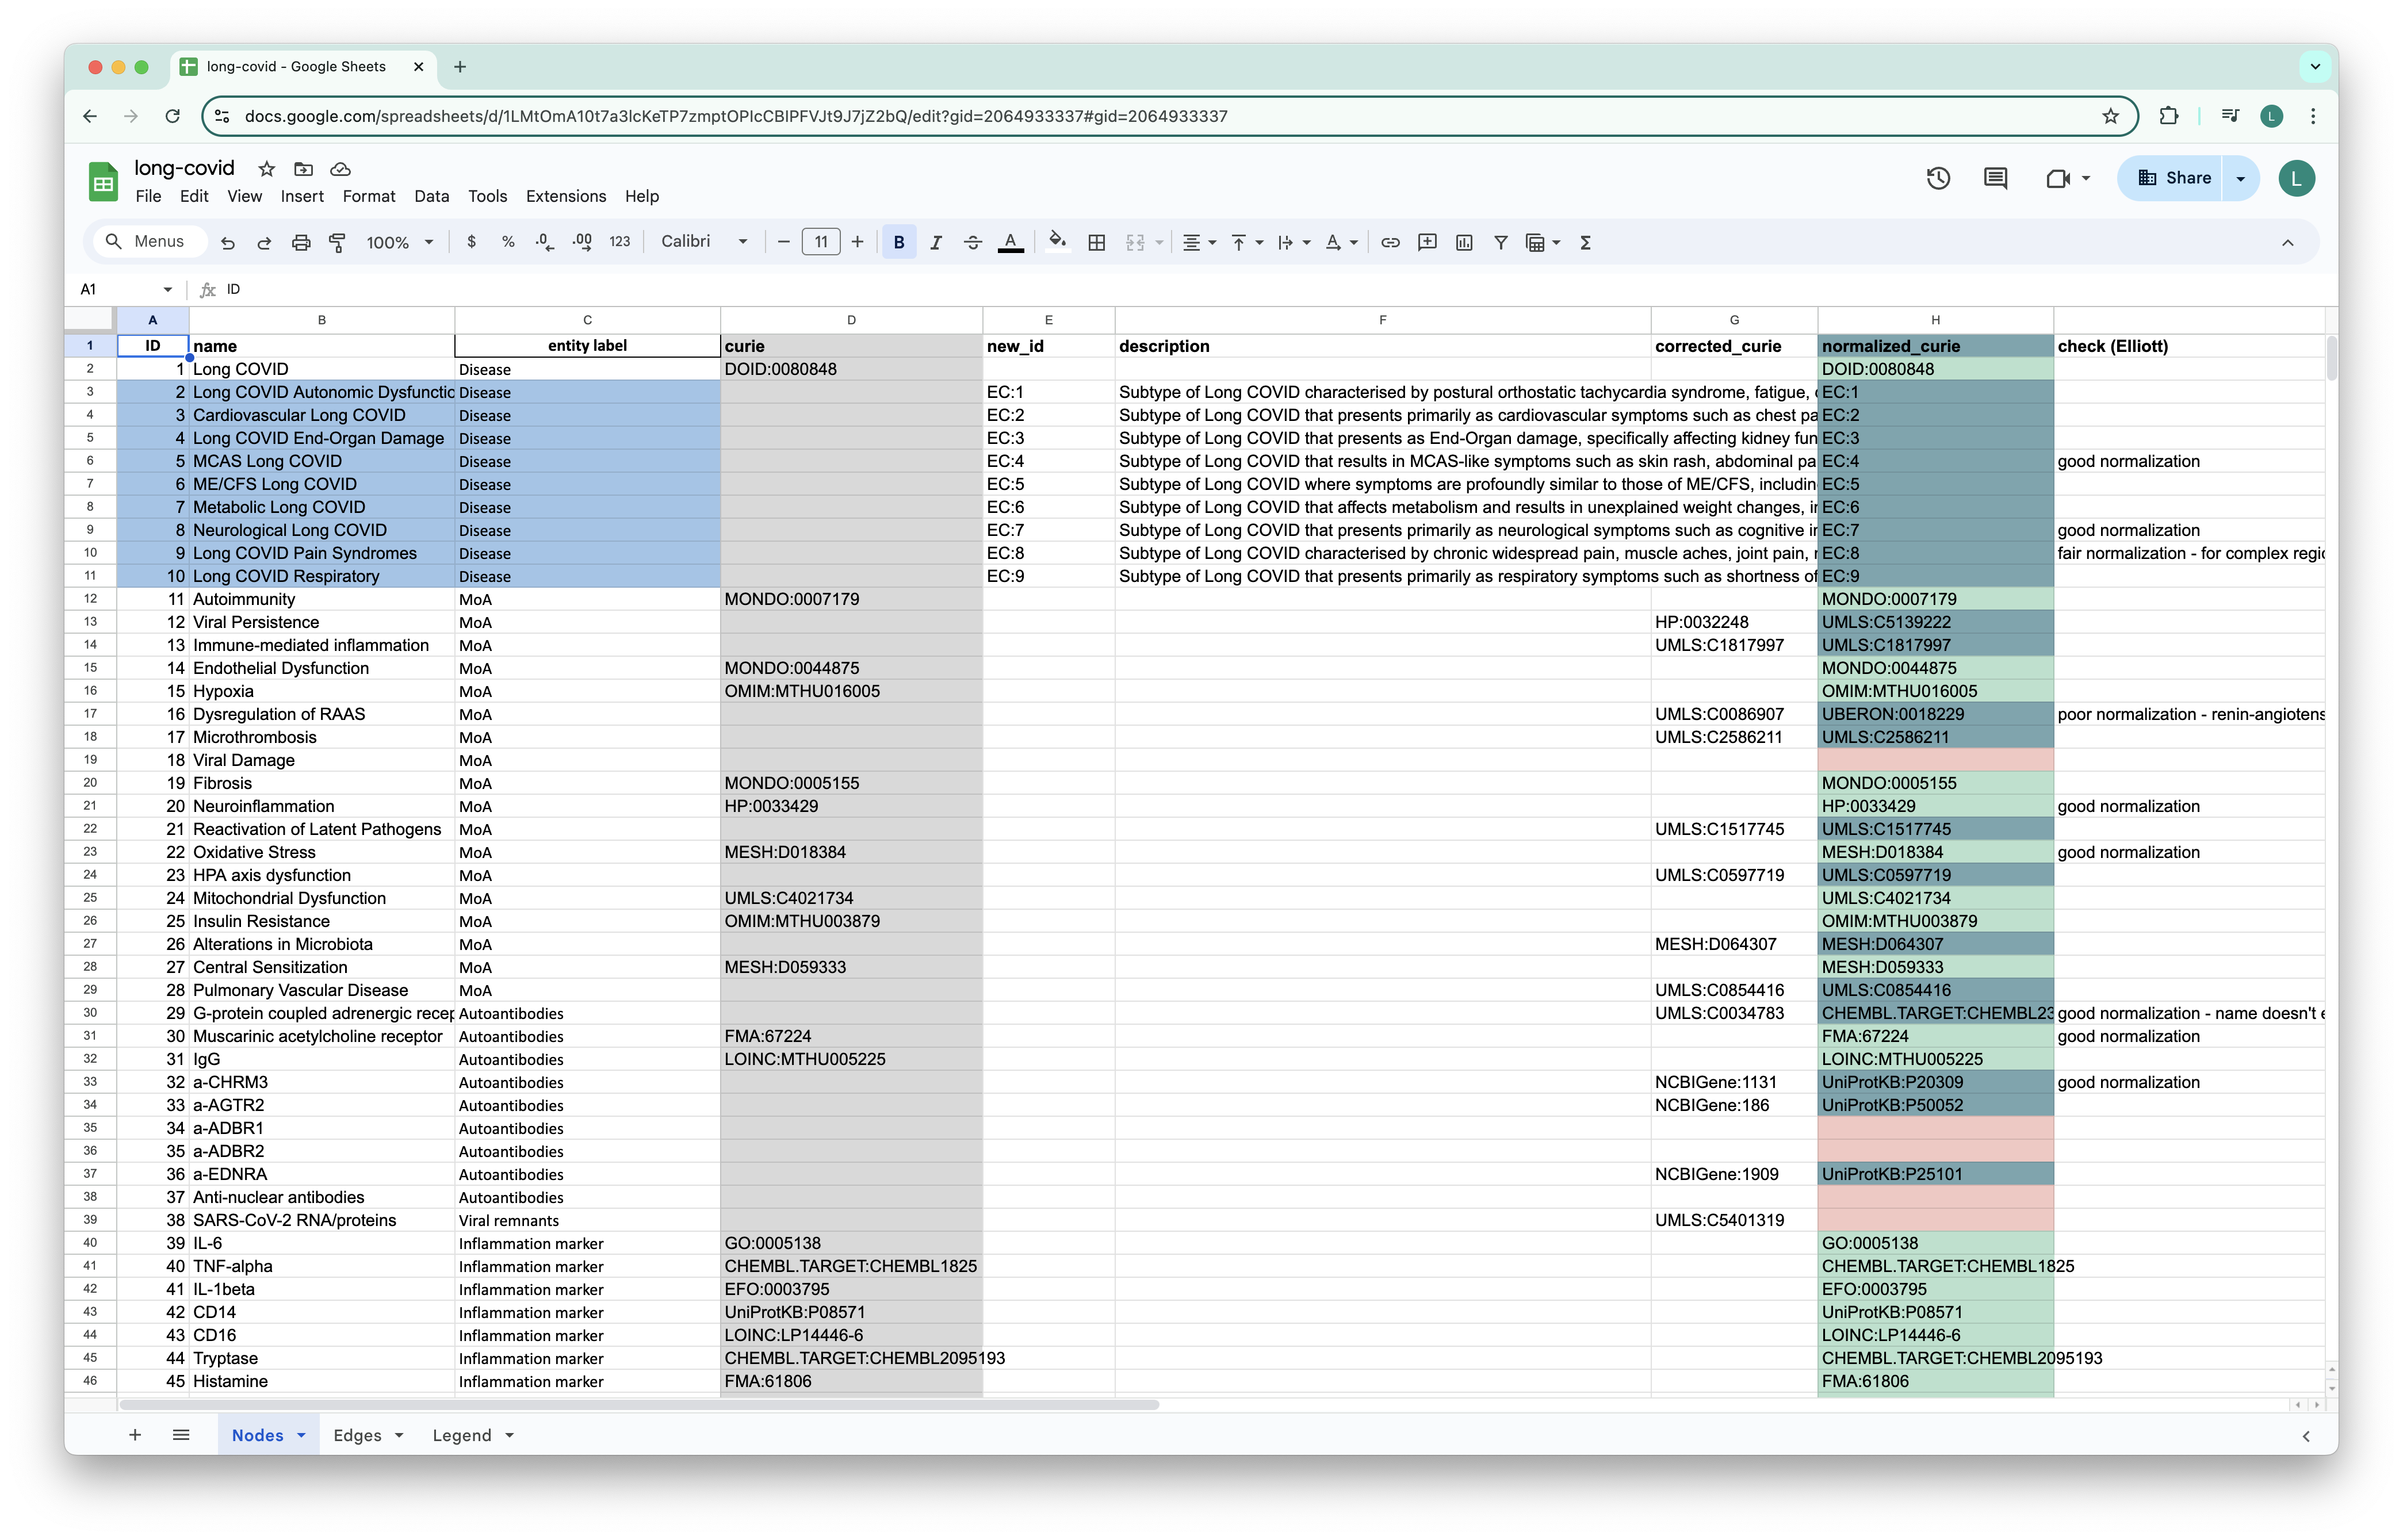 long-covid - Google Sheets
docs.google.com/spreadsheets/d/1LMtOmA10t7a3lcKeTP7zmptOPIcCBIPFVJt9J7jZ2bQ/edit?gid=2064933337#gid=2064933337
L
long-covid
File Edit View Insert Format Data Tools Extensions Help
Share
L
Menus 100% $ % .0 .00 123 Calibri 11 B I A
A1 ID
A B C D E F G H
1 ID name entity label curie new_id description corrected_curie normalized_curie check (Elliott)
2 1 Long COVID Disease DOID:0080848 DOID:0080848
3 2 Long COVID Autonomic Dysfunctic Disease EC:1 Subtype of Long COVID characterised by postural orthostatic tachycardia syndrome, fatigue, EC:1
4 3 Cardiovascular Long COVID Disease EC:2 Subtype of Long COVID that presents primarily as cardiovascular symptoms such as chest pa EC:2
5 4 Long COVID End-Organ Damage Disease EC:3 Subtype of Long COVID that presents as End-Organ damage, specifically affecting kidney fun EC:3
6 5 MCAS Long COVID Disease EC:4 Subtype of Long COVID that results in MCAS-like symptoms such as skin rash, abdominal pa EC:4 good normalization
7 6 ME/CFS Long COVID Disease EC:5 Subtype of Long COVID where symptoms are profoundly similar to those of ME/CFS, includin EC:5
8 7 Metabolic Long COVID Disease EC:6 Subtype of Long COVID that affects metabolism and results in unexplained weight changes, EC:6
9 8 Neurological Long COVID Disease EC:7 Subtype of Long COVID that presents primarily as neurological symptoms such as cognitive EC:7 good normalization
10 9 Long COVID Pain Syndromes Disease EC:8 Subtype of Long COVID characterised by chronic widespread pain, muscle aches, joint pain, EC:8 fair normalization - for complex regic
11 10 Long COVID Respiratory Disease EC:9 Subtype of Long COVID that presents primarily as respiratory symptoms such as shortness of EC:9
12 11 Autoimmunity MoA MONDO:0007179 MONDO:0007179
13 12 Viral Persistence MoA HP:0032248 UMLS:C5139222
14 13 Immune-mediated inflammation MoA UMLS:C1817997 UMLS:C1817997
15 14 Endothelial Dysfunction MoA MONDO:0044875 MONDO:0044875
16 15 Hypoxia MoA OMIM:MTHU016005 OMIM:MTHU016005
17 16 Dysregulation of RAAS MoA UMLS:C0086907 UBERON:0018229 poor normalization - renin-angiotens
18 17 Microthrombosis MoA UMLS:C2586211 UMLS:C2586211
19 18 Viral Damage MoA
20 19 Fibrosis MoA MONDO:0005155 MONDO:0005155
21 20 Neuroinflammation MoA HP:0033429 HP:0033429 good normalization
22 21 Reactivation of Latent Pathogens MoA UMLS:C1517745 UMLS:C1517745
23 22 Oxidative Stress MoA MESH:D018384 MESH:D018384 good normalization
24 23 HPA axis dysfunction MoA UMLS:C0597719 UMLS:C0597719
25 24 Mitochondrial Dysfunction MoA UMLS:C4021734 UMLS:C4021734
26 25 Insulin Resistance MoA OMIM:MTHU003879 OMIM:MTHU003879
27 26 Alterations in Microbiota MoA MESH:D064307 MESH:D064307
28 27 Central Sensitization MoA MESH:D059333 MESH:D059333
29 28 Pulmonary Vascular Disease MoA UMLS:C0854416 UMLS:C0854416
30 29 G-protein coupled adrenergic recep Autoantibodies UMLS:C0034783 CHEMBL.TARGET:CHEMBL23 good normalization - name doesn't e
31 30 Muscarinic acetylcholine receptor Autoantibodies FMA:67224 FMA:67224 good normalization
32 31 IgG Autoantibodies LOINC:MTHU005225 LOINC:MTHU005225
33 32 a-CHRM3 Autoantibodies NCBIGene:1131 UniProtKB:P20309 good normalization
34 33 a-AGTR2 Autoantibodies NCBIGene:186 UniProtKB:P50052
35 34 a-ADBR1 Autoantibodies
36 35 a-ADBR2 Autoantibodies
37 36 a-EDNRA Autoantibodies NCBIGene:1909 UniProtKB:P25101
38 37 Anti-nuclear antibodies Autoantibodies
39 38 SARS-CoV-2 RNA/proteins Viral remnants UMLS:C5401319
40 39 IL-6 Inflammation marker GO:0005138 GO:0005138
41 40 TNF-alpha Inflammation marker CHEMBL.TARGET:CHEMBL1825 CHEMBL.TARGET:CHEMBL1825
42 41 IL-1beta Inflammation marker EFO:0003795 EFO:0003795
43 42 CD14 Inflammation marker UniProtKB:P08571 UniProtKB:P08571
44 43 CD16 Inflammation marker LOINC:LP14446-6 LOINC:LP14446-6
45 44 Tryptase Inflammation marker CHEMBL.TARGET:CHEMBL2095193 CHEMBL.TARGET:CHEMBL2095193
46 45 Histamine Inflammation marker FMA:61806 FMA:61806
Nodes Edges Legend